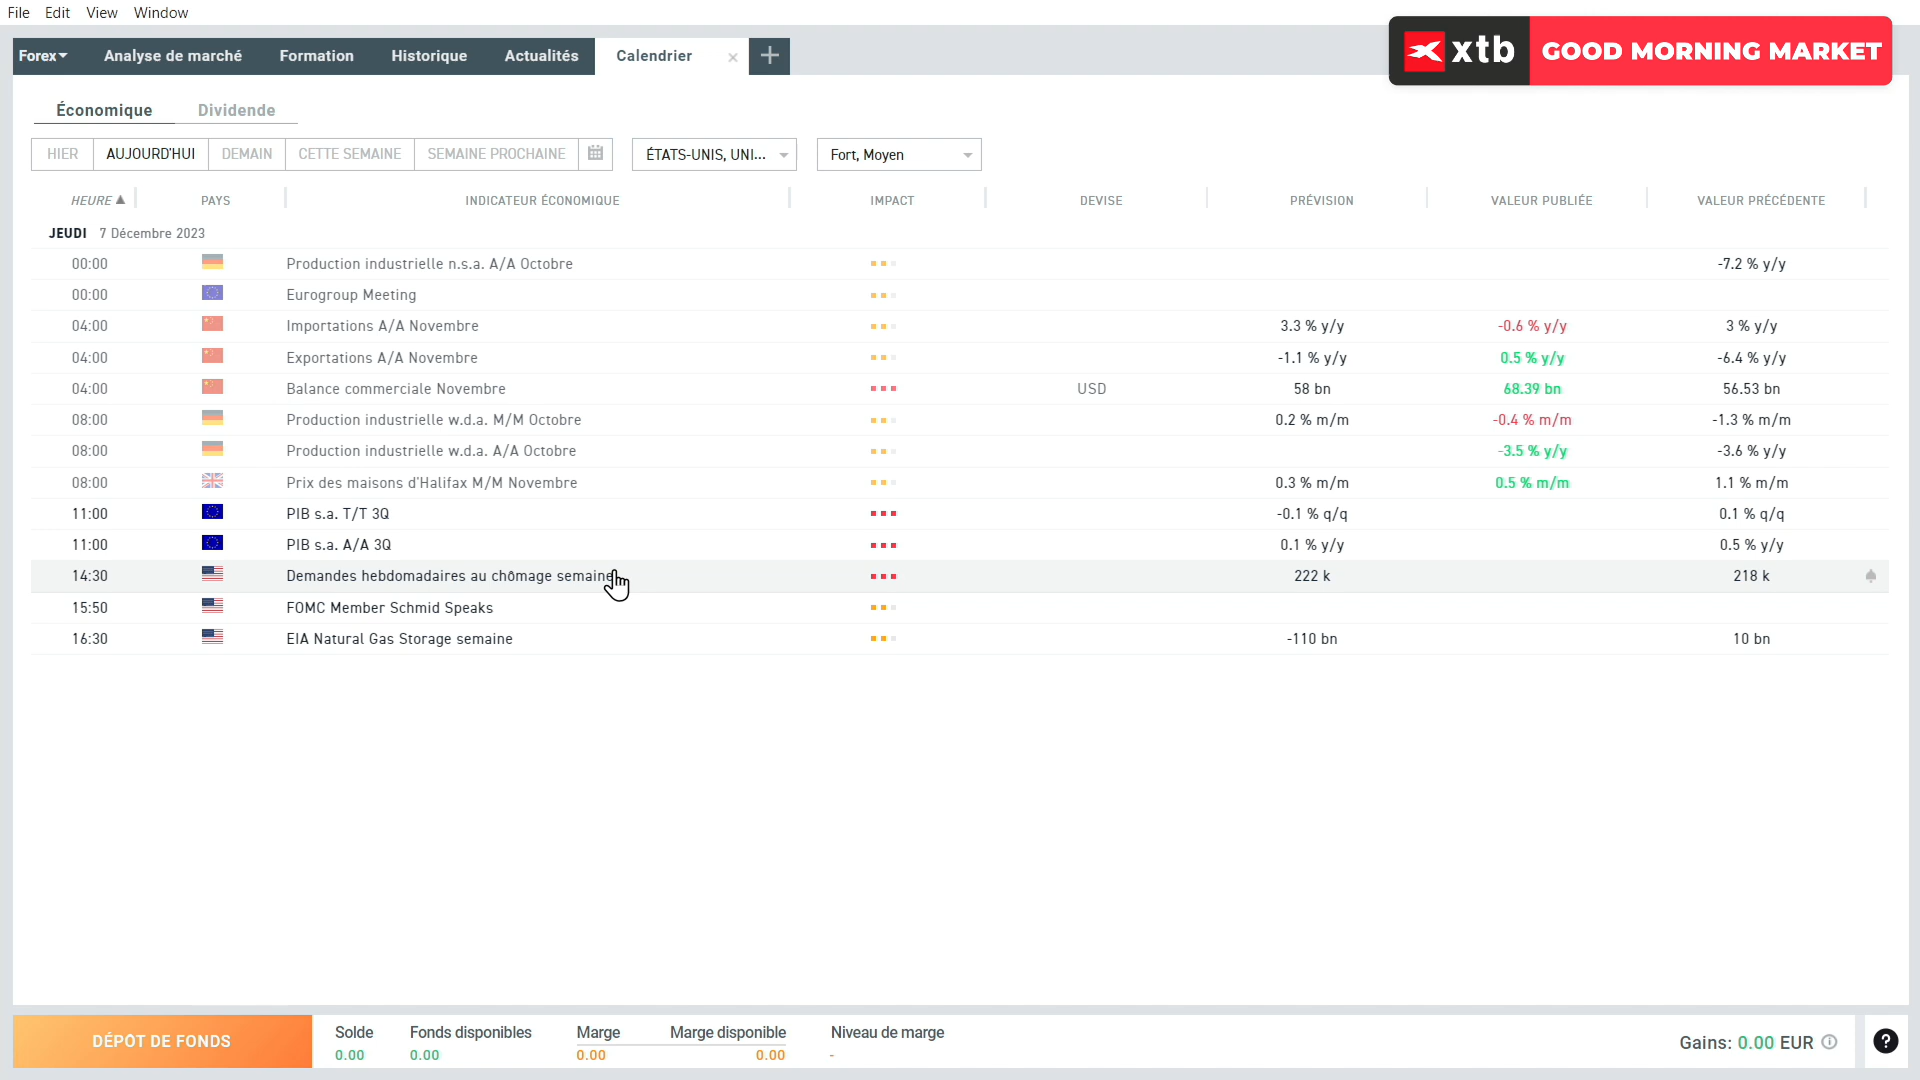 File Edit View Window
Forex Analyse de marché Formation Historique Actualités Calendrier
xtb GOOD MORNING MARKET
Économique Dividende
HIER AUJOURD'HUI DEMAIN CETTE SEMAINE SEMAINE PROCHAINE ÉTATS-UNIS, UNI... Fort, Moyen
HEURE PAYS INDICATEUR ÉCONOMIQUE IMPACT DEVISE PRÉVISION VALEUR PUBLIÉE VALEUR PRÉCÉDENTE
JEUDI 7 Décembre 2023
00:00 Production industrielle n.s.a. A/A Octobre -7.2 % y/y
00:00 Eurogroup Meeting
04:00 Importations A/A Novembre 3.3 % y/y -0.6 % y/y 3 % y/y
04:00 Exportations A/A Novembre -1.1 % y/y 0.5 % y/y -6.4 % y/y
04:00 Balance commerciale Novembre USD 58 bn 68.39 bn 56.53 bn
08:00 Production industrielle w.d.a. M/M Octobre 0.2 % m/m -0.4 % m/m -1.3 % m/m
08:00 Production industrielle w.d.a. A/A Octobre -3.5 % y/y -3.6 % y/y
08:00 Prix des maisons d'Halifax M/M Novembre 0.3 % m/m 0.5 % m/m 1.1 % m/m
11:00 PIB s.a. T/T 3Q -0.1 % q/q 0.1 % q/q
11:00 PIB s.a. A/A 3Q 0.1 % y/y 0.5 % y/y
14:30 Demandes hebdomadaires au chômage semaine 222 k 218 k
15:50 FOMC Member Schmid Speaks
16:30 EIA Natural Gas Storage semaine -110 bn 10 bn
DÉPÔT DE FONDS Solde Fonds disponibles Marge Marge disponible Niveau de marge
0.00 0.00 0.00 0.00 -
Gains: 0.00 EUR